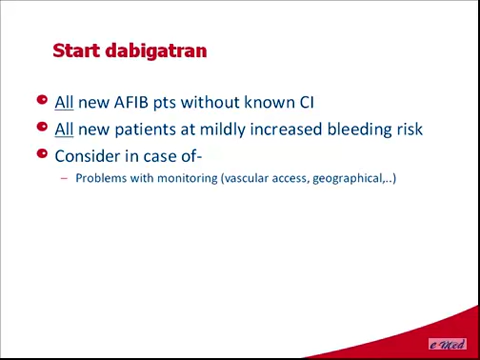 Start dabigatran
All new AFIB pts without known CI
All new patients at mildly increased bleeding risk
Consider in case of-
– Problems with monitoring (vascular access, geographical,..)
e Med